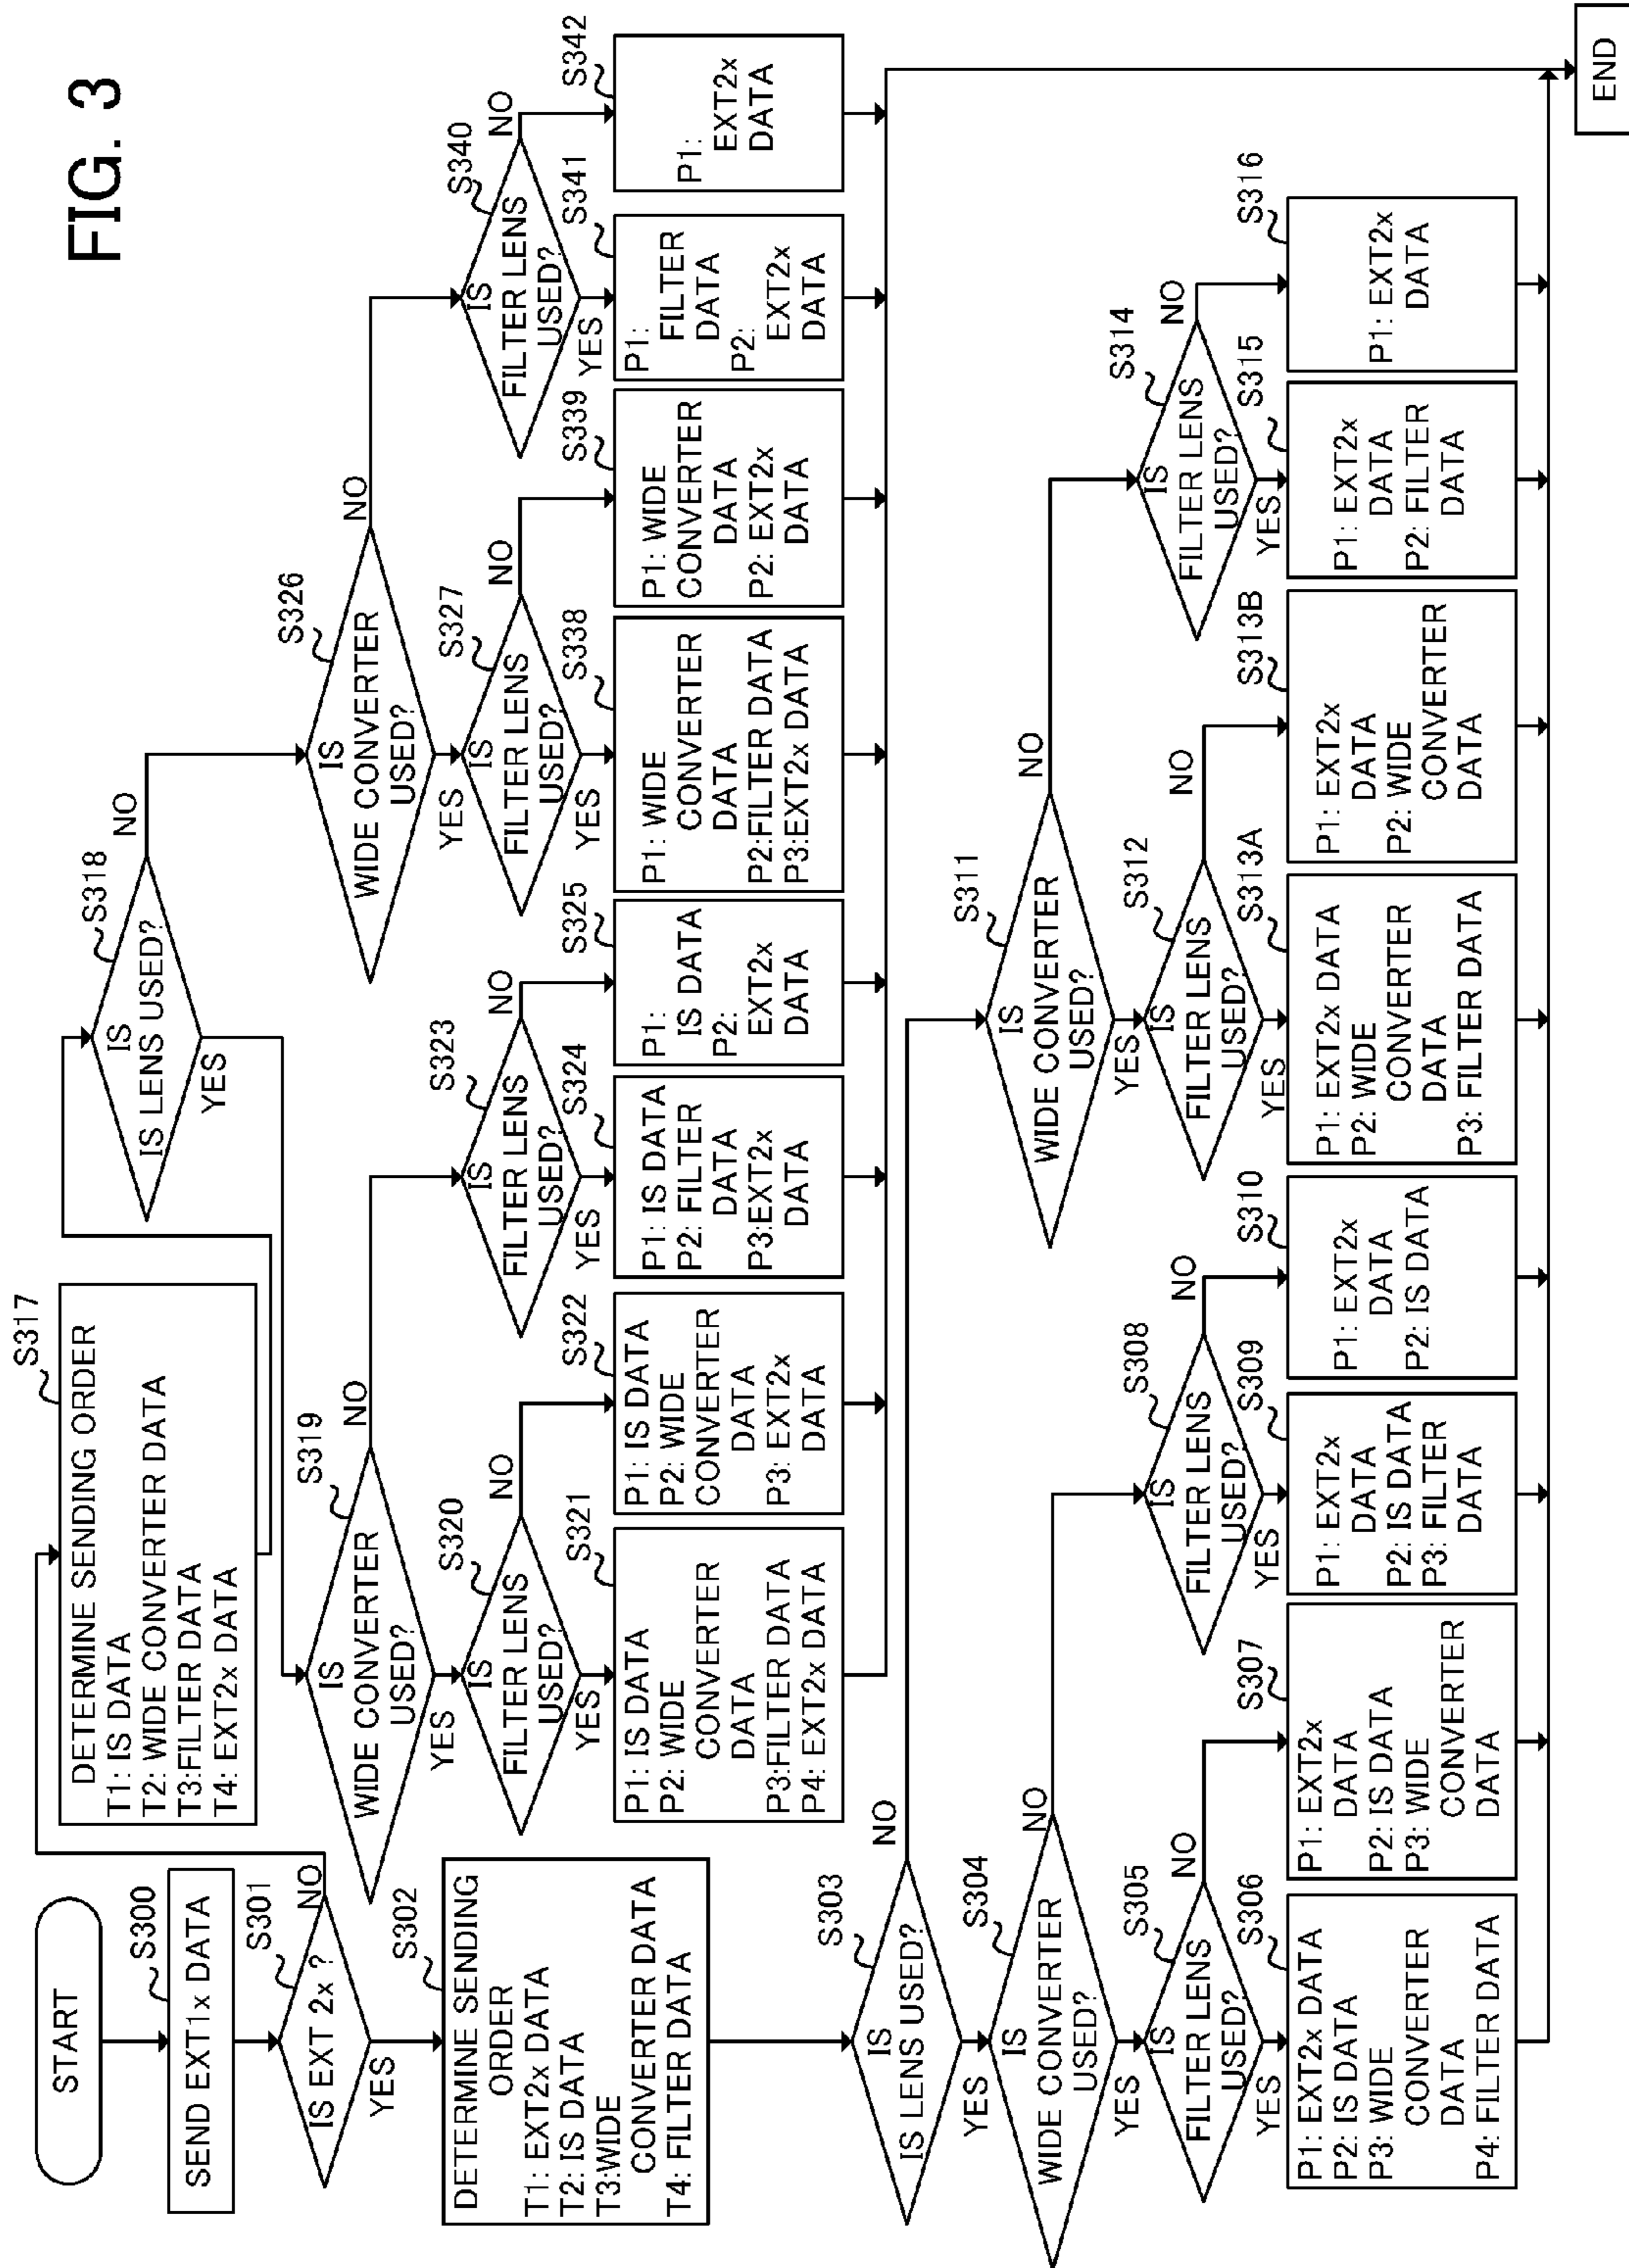 FIG. 3
START
S300
SEND EXT1x DATA
S301
IS EXT 2x ?
NO
YES
S302
DETERMINE SENDING
ORDER
T1: EXT2x DATA
T2: IS DATA
T3:WIDE
CONVERTER DATA
T4: FILTER DATA
S317
DETERMINE SENDING ORDER
T1: IS DATA
T2: WIDE CONVERTER DATA
T3:FILTER DATA
T4: EXT2x DATA
S318
IS
IS LENS USED?
NO
YES
S319
IS
WIDE CONVERTER
USED?
NO
YES
S320
IS
FILTER LENS
USED?
NO
YES
S321
P1: IS DATA
P2: WIDE
CONVERTER
DATA
P3:FILTER DATA
P4: EXT2x DATA
S322
P1: IS DATA
P2: WIDE
CONVERTER
DATA
P3: EXT2x
DATA
S323
IS
FILTER LENS
USED?
NO
YES
S324
P1: IS DATA
P2: FILTER
DATA
P3:EXT2x
DATA
S325
P1:
IS DATA
P2:
EXT2x
DATA
S326
IS
WIDE CONVERTER
USED?
NO
YES
S327
IS
FILTER LENS
USED?
NO
YES
S338
P1: WIDE
CONVERTER
DATA
P2:FILTER DATA
P3:EXT2x DATA
S339
P1: WIDE
CONVERTER
DATA
P2: EXT2x
DATA
S340
IS
FILTER LENS
USED?
NO
YES
S341
P1:
FILTER
DATA
P2:
EXT2x
DATA
S342
P1:
EXT2x
DATA
S303
IS
IS LENS USED?
NO
YES
S304
IS
WIDE CONVERTER
USED?
NO
YES
S305
IS
FILTER LENS
USED?
NO
YES
S306
P1: EXT2x DATA
P2: IS DATA
P3: WIDE
CONVERTER
DATA
P4: FILTER DATA
S307
P1: EXT2x
DATA
P2: IS DATA
P3: WIDE
CONVERTER
DATA
S308
IS
FILTER LENS
USED?
NO
YES
S309
P1: EXT2x
DATA
P2: IS DATA
P3: FILTER
DATA
S310
P1: EXT2x
DATA
P2: IS DATA
S311
IS
WIDE CONVERTER
USED?
NO
YES
S312
IS
FILTER LENS
USED?
NO
YES
S313A
P1: EXT2x DATA
P2: WIDE
CONVERTER
DATA
P3: FILTER DATA
S313B
P1: EXT2x
DATA
P2: WIDE
CONVERTER
DATA
S314
IS
FILTER LENS
USED?
NO
YES
S315
P1: EXT2x
DATA
P2: FILTER
DATA
S316
P1: EXT2x
DATA
END